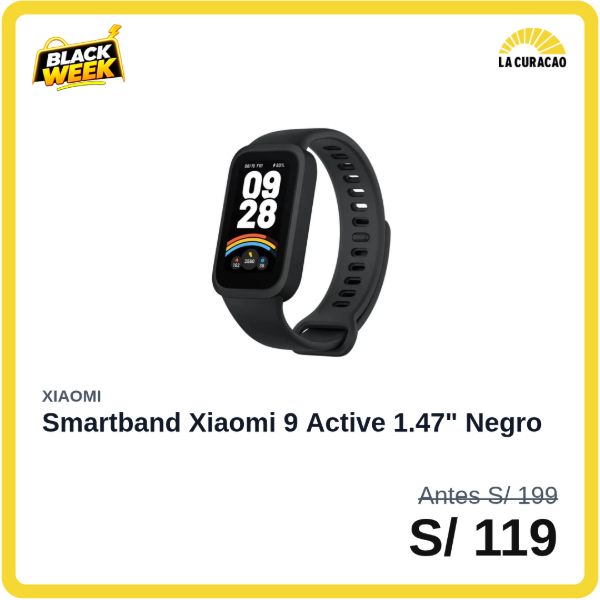 BLACK
WEEK
LA CURACAO
09
28
XIAOMI
Smartband Xiaomi 9 Active 1.47" Negro
Antes S/ 199
S/ 119